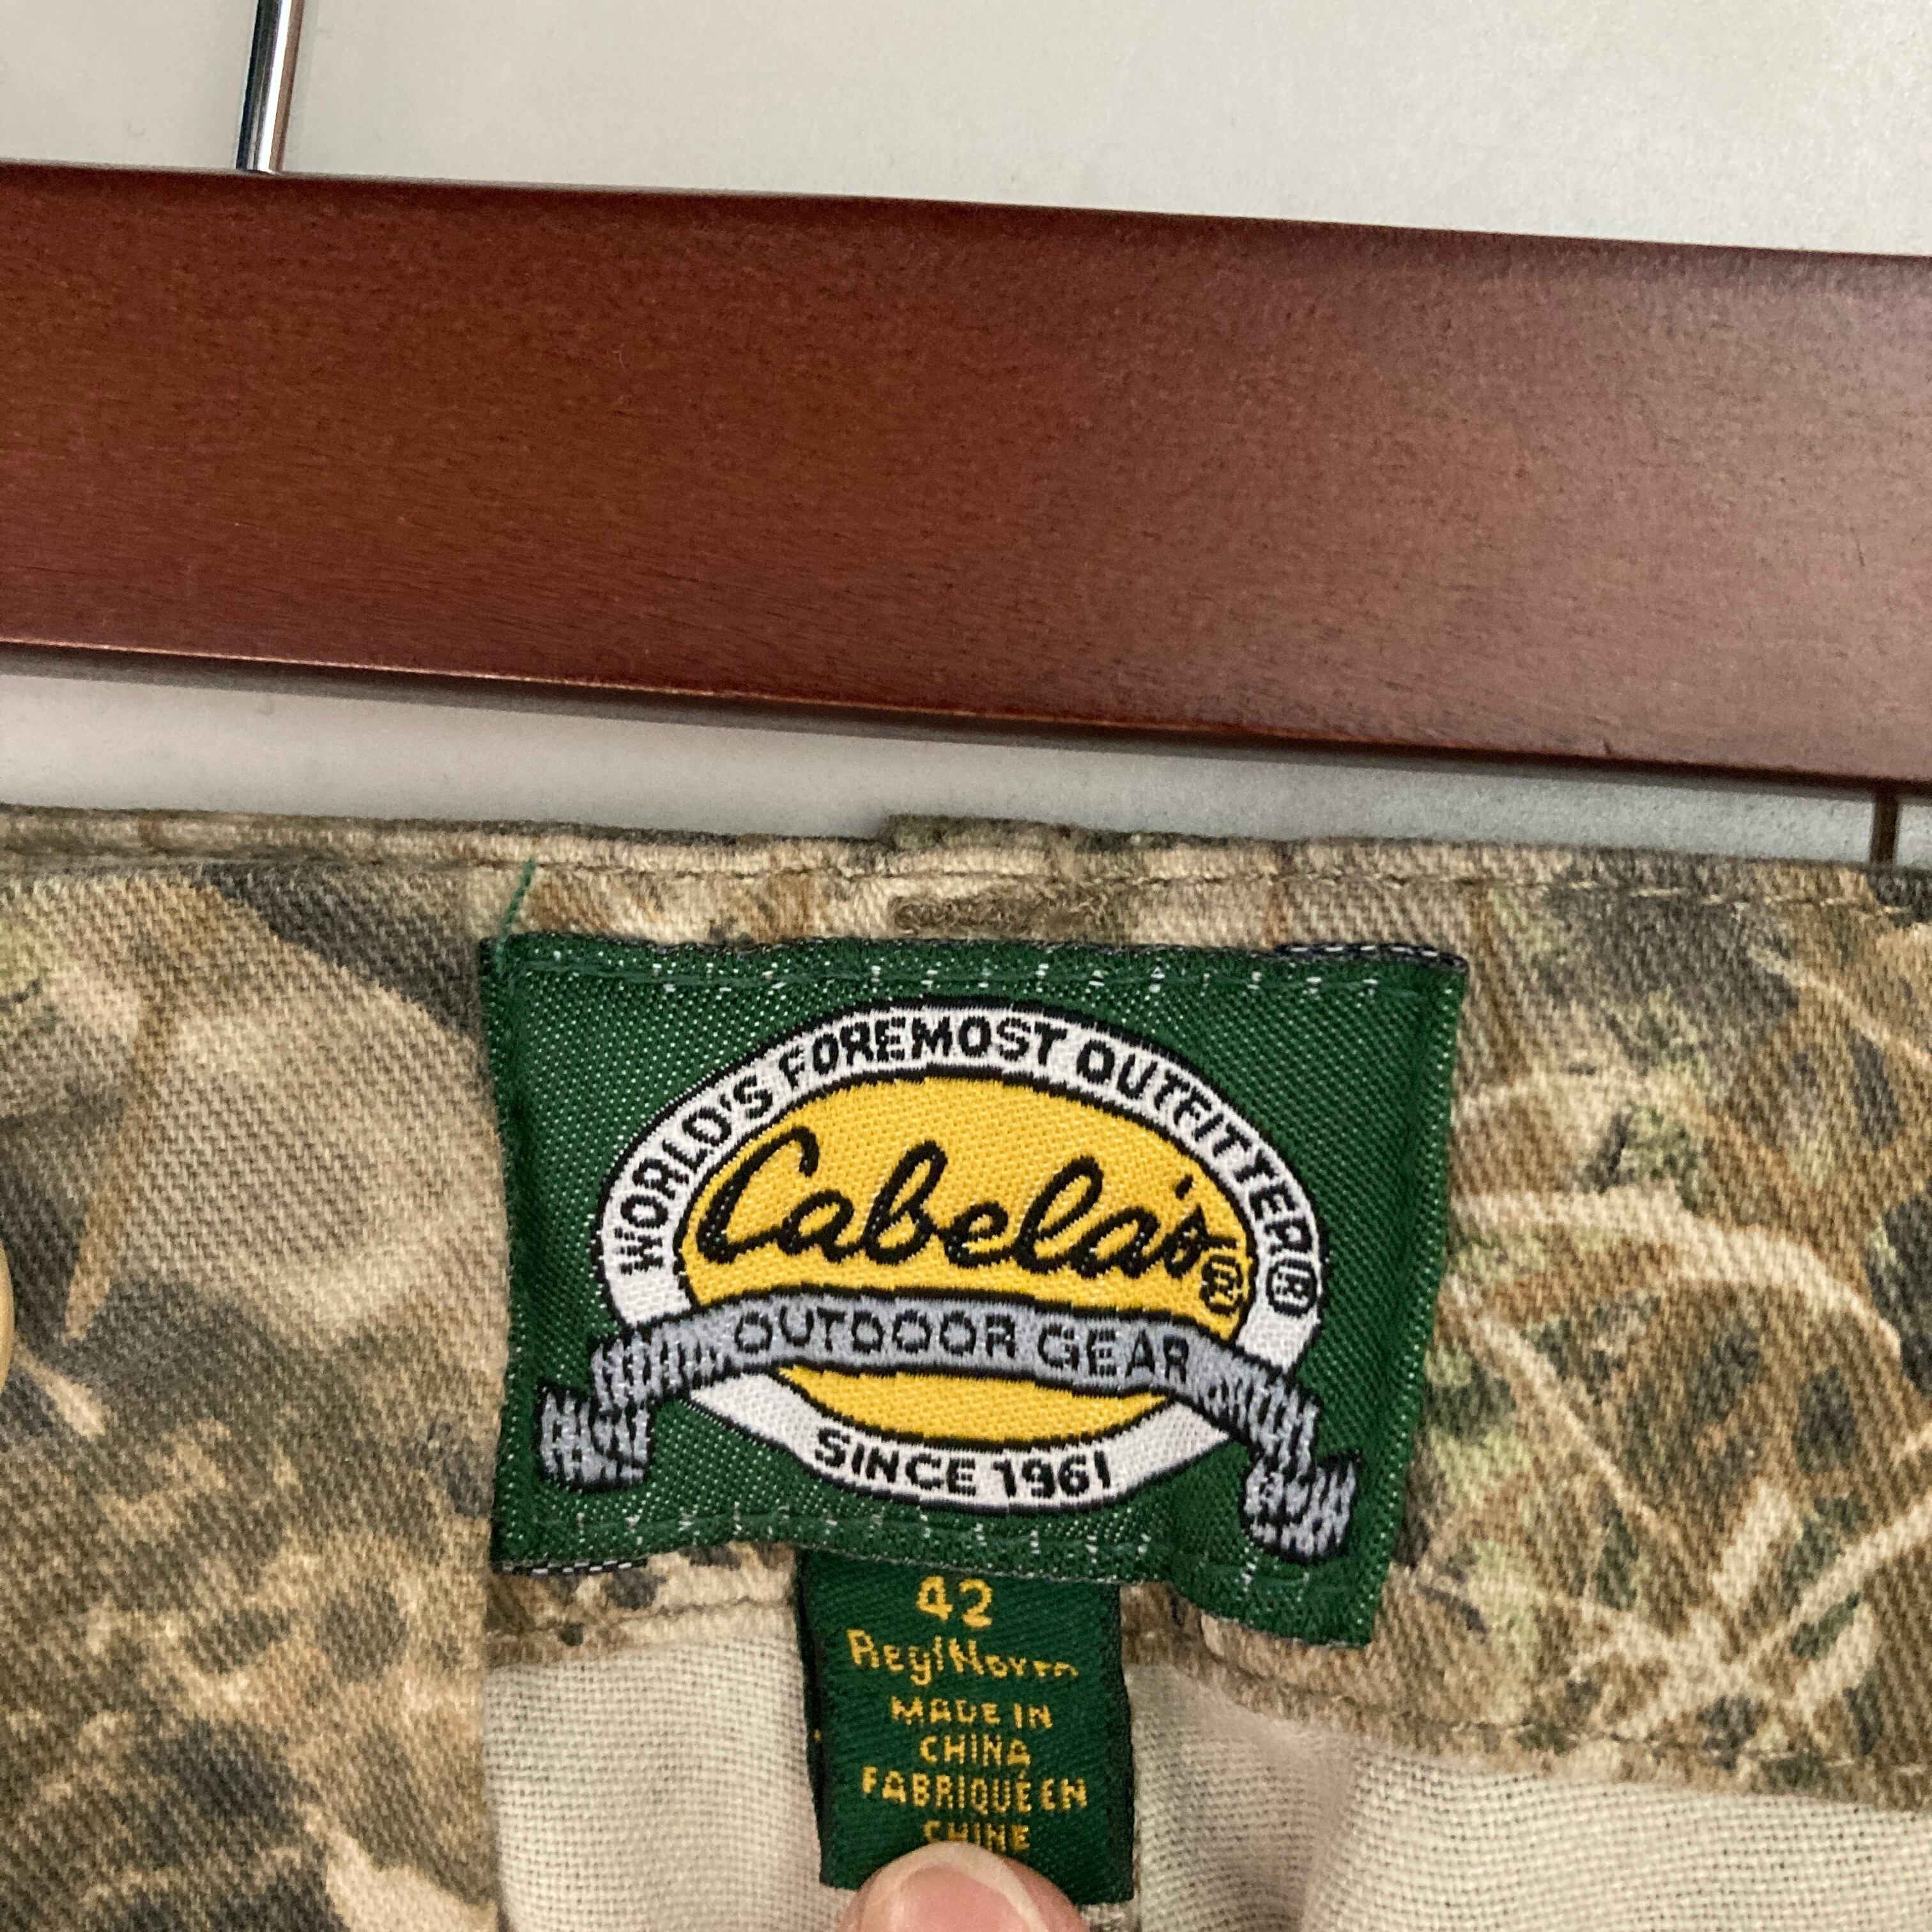 WORLD'S FOREMOST OUTFITTER®
Cabela's®
OUTDOOR GEAR
SINCE 1961
42
Reg/Norm
MADE IN
CHINA
FABRIQUÉ EN
CHINE